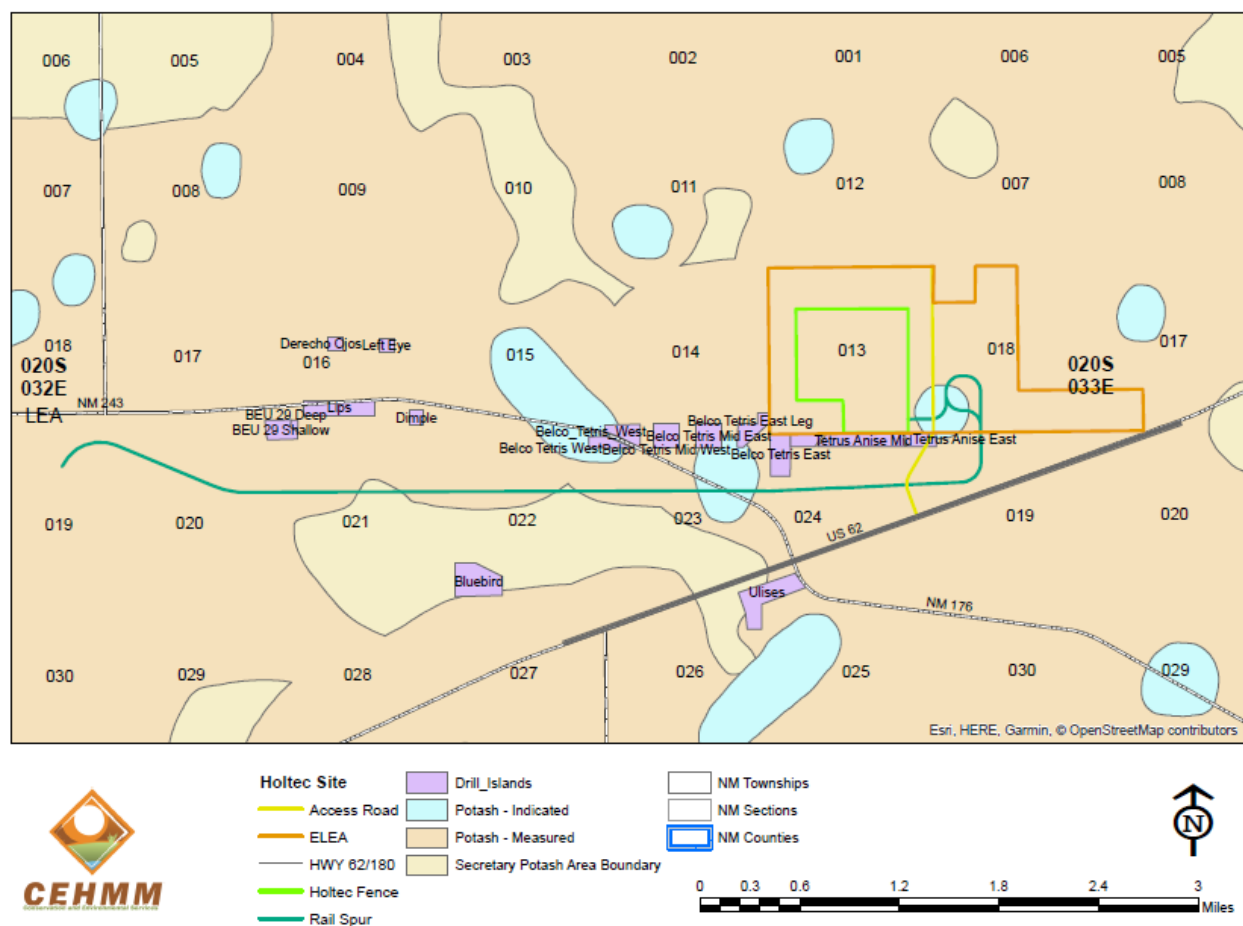 006 005 004 003 002 001 006 005
007 008 009 010 011 012 007 008
018 017 016 015 014 013 018 017
020S
032E
LEA
020S
033E
NM 243
Derecho Ojos
Left Eye
BEU 29 Deep
BEU 29 Shallow
Lips
Dimple
Belco_Tetris_West
Belco Tetris West
Belco Tetris Mid West
Belco Tetris Mid East
Belco Tetris East Leg
Belco Tetris East
Tetrus Anise Mid
Tetrus Anise East
019 020 021 022 023 024 019 020
US 62
Bluebird
Ulises
NM 176
030 029 028 027 026 025 030 029
Esri, HERE, Garmin, © OpenStreetMap contributors
CEHMM
Conservation and Environmental Services
Holtec Site
Access Road
ELEA
HWY 62/180
Holtec Fence
Rail Spur
Drill_Islands
Potash - Indicated
Potash - Measured
Secretary Potash Area Boundary
NM Townships
NM Sections
NM Counties
N
0 0.3 0.6 1.2 1.8 2.4 3
Miles